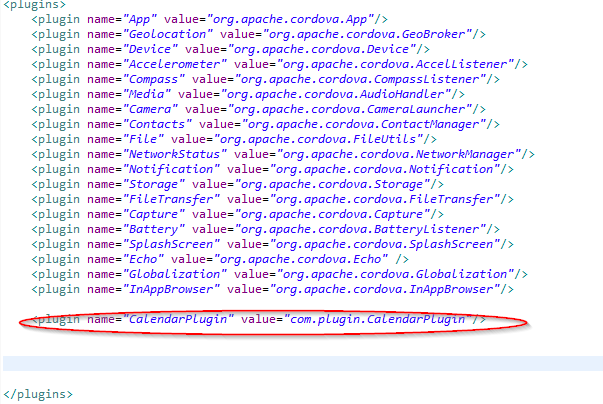 <plugins>
<plugin name="App" value="org.apache.cordova.App"/>
<plugin name="Geolocation" value="org.apache.cordova.GeoBroker"/>
<plugin name="Device" value="org.apache.cordova.Device"/>
<plugin name="Accelerometer" value="org.apache.cordova.AccelListener"/>
<plugin name="Compass" value="org.apache.cordova.CompassListener"/>
<plugin name="Media" value="org.apache.cordova.AudioHandler"/>
<plugin name="Camera" value="org.apache.cordova.CameraLauncher"/>
<plugin name="Contacts" value="org.apache.cordova.ContactManager"/>
<plugin name="File" value="org.apache.cordova.FileUtils"/>
<plugin name="NetworkStatus" value="org.apache.cordova.NetworkManager"/>
<plugin name="Notification" value="org.apache.cordova.Notification"/>
<plugin name="Storage" value="org.apache.cordova.Storage"/>
<plugin name="FileTransfer" value="org.apache.cordova.FileTransfer"/>
<plugin name="Capture" value="org.apache.cordova.Capture"/>
<plugin name="Battery" value="org.apache.cordova.BatteryListener"/>
<plugin name="SplashScreen" value="org.apache.cordova.SplashScreen"/>
<plugin name="Echo" value="org.apache.cordova.Echo" />
<plugin name="Globalization" value="org.apache.cordova.Globalization"/>
<plugin name="InAppBrowser" value="org.apache.cordova.InAppBrowser"/>
<plugin name="CalendarPlugin" value="com.plugin.CalendarPlugin"/>
</plugins>